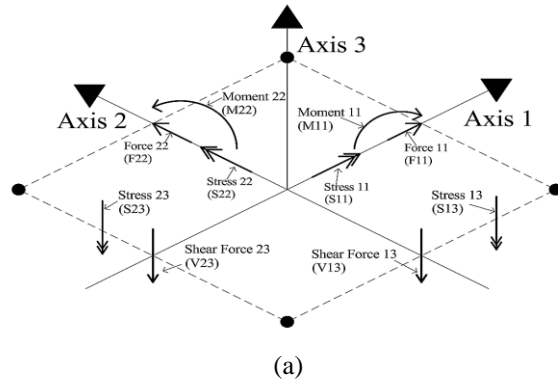 Axis 3
Moment 22
(M22)
Moment 11
(M11)
Axis 2
Axis 1
Force 22
(F22)
Force 11
(F11)
Stress 22
(S22)
Stress 11
(S11)
Stress 23
(S23)
Stress 13
(S13)
Shear Force 23
(V23)
Shear Force 13
(V13)
(a)